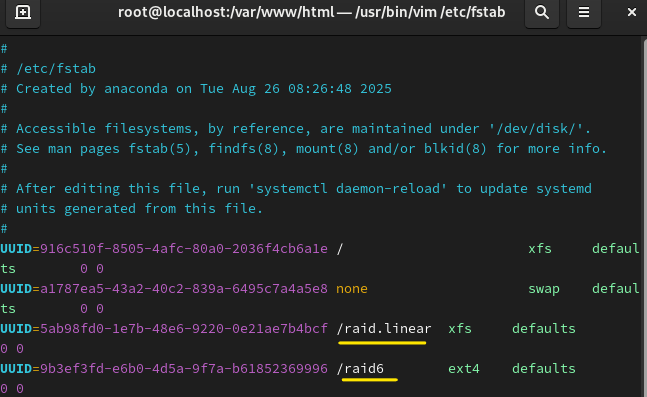 root@localhost:/var/www/html — /usr/bin/vim /etc/fstab
#
# /etc/fstab
# Created by anaconda on Tue Aug 26 08:26:48 2025
#
# Accessible filesystems, by reference, are maintained under '/dev/disk/'.
# See man pages fstab(5), findfs(8), mount(8) and/or blkid(8) for more info.
#
# After editing this file, run 'systemctl daemon-reload' to update systemd
# units generated from this file.
#
UUID=916c510f-8505-4afc-80a0-2036f4cb6a1e /                       xfs     defaul
ts        0 0
UUID=a1787ea5-43a2-40c2-839a-6495c7a4a5e8 none                    swap    defaul
ts        0 0
UUID=5ab98fd0-1e7b-48e6-9220-0e21ae7b4bcf /raid.linear  xfs     defaults
0 0
UUID=9b3ef3fd-e6b0-4d5a-9f7a-b61852369996 /raid6        ext4    defaults
0 0